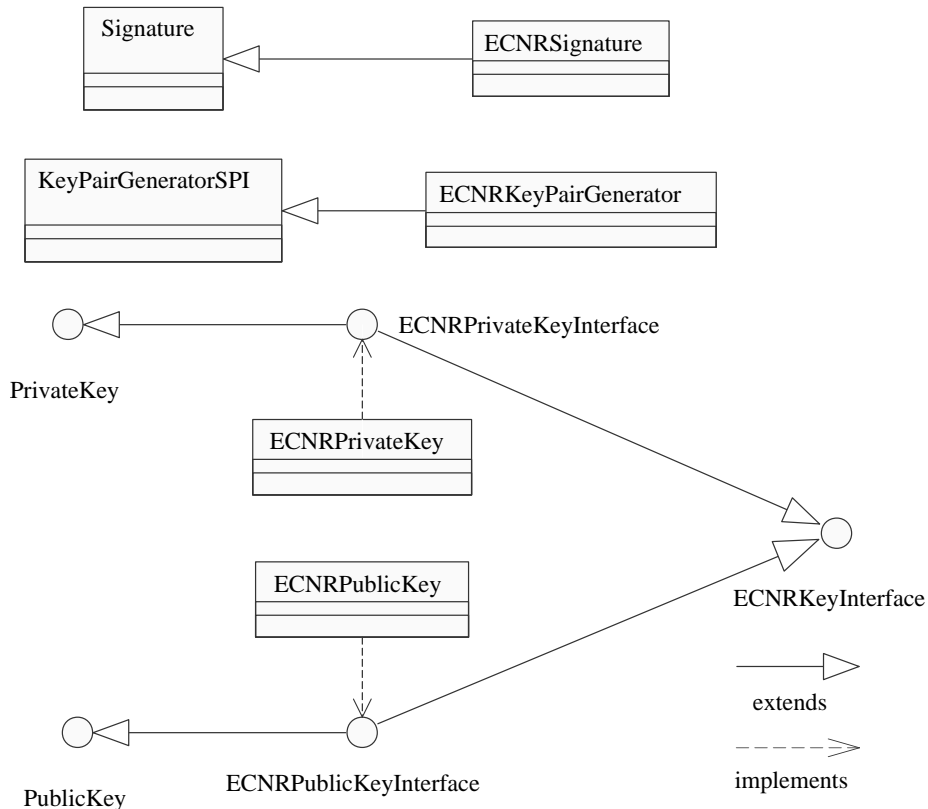 Signature
ECNRSignature
KeyPairGeneratorSPI
ECNRKeyPairGenerator
ECNRPrivateKeyInterface
PrivateKey
ECNRPrivateKey
ECNRPublicKey
ECNRKeyInterface
extends
ECNRPublicKeyInterface
implements
PublicKey